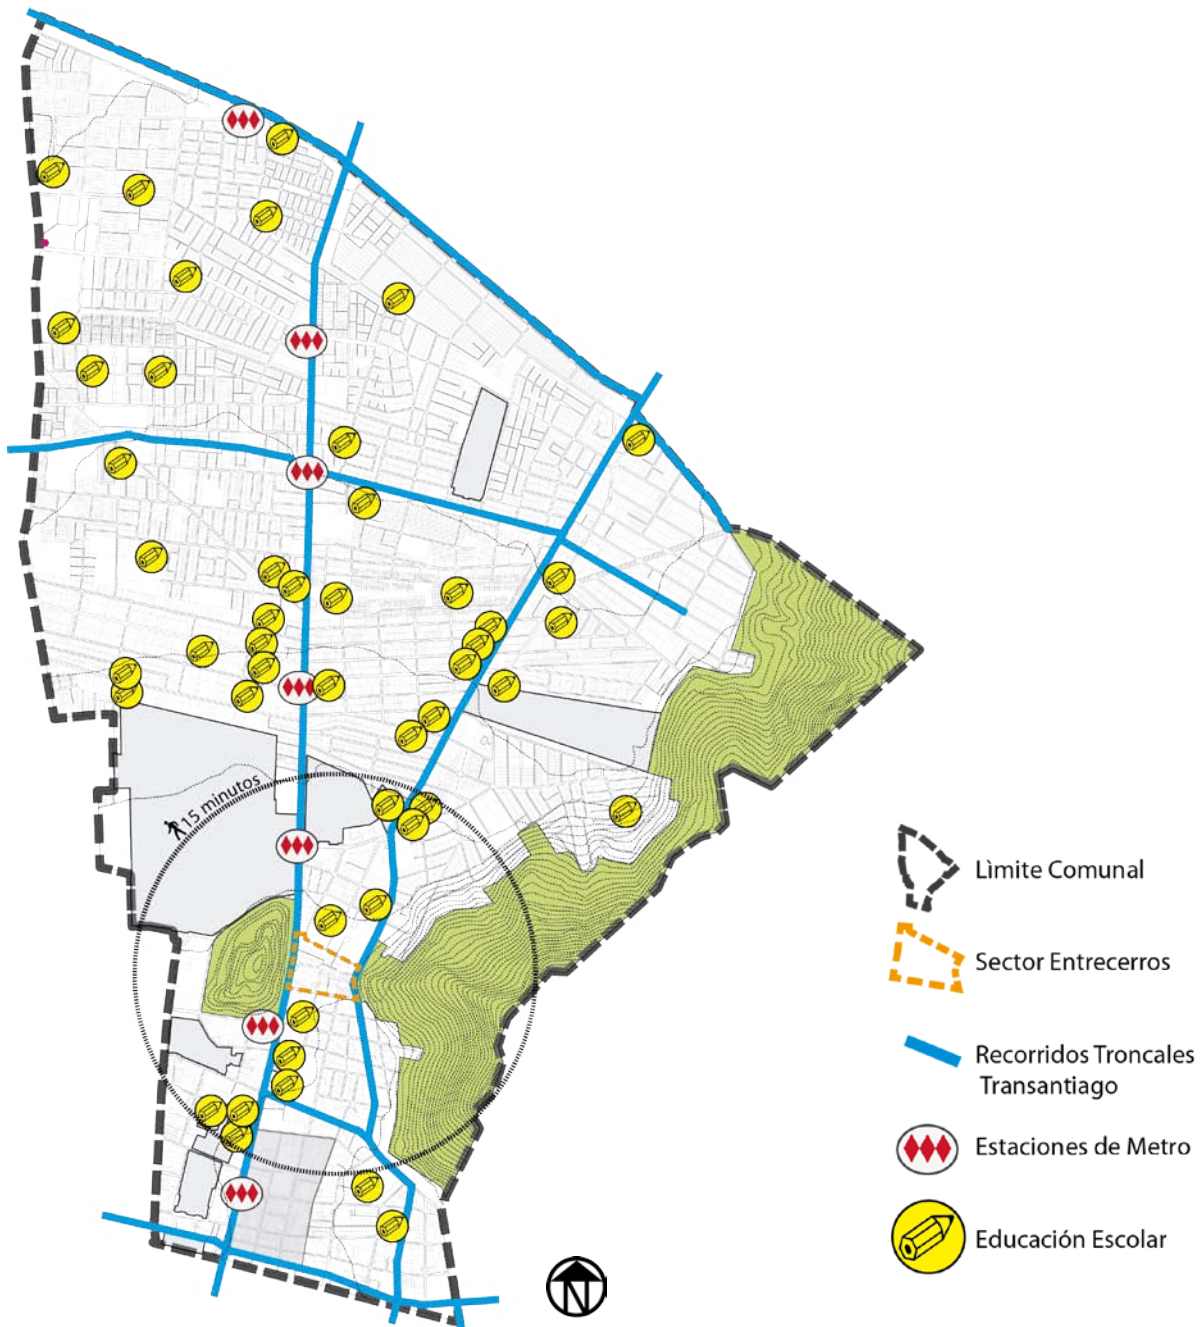 15 minutos
Lìmite Comunal
Sector Entrecerros
Recorridos Troncales
Transantiago
Estaciones de Metro
Educación Escolar
N